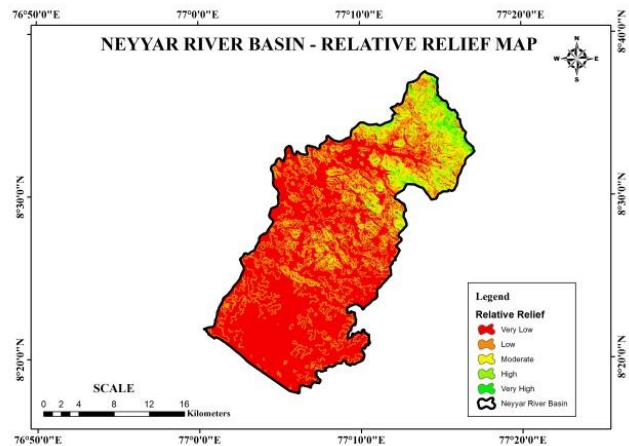 76°50'0"E
77°0'0"E
77°10'0"E
77°20'0"E
NEYYAR RIVER BASIN - RELATIVE RELIEF MAP
N
W E
S
8°40'0"N
8°30'0"N
8°30'0"N
8°20'0"N
8°20'0"N
Legend
Relative Relief
Very Low
Low
Moderate
High
Very High
Neyyar River Basin
SCALE
0 2 4 8 12 16
Kilometers
76°50'0"E
77°0'0"E
77°10'0"E
77°20'0"E